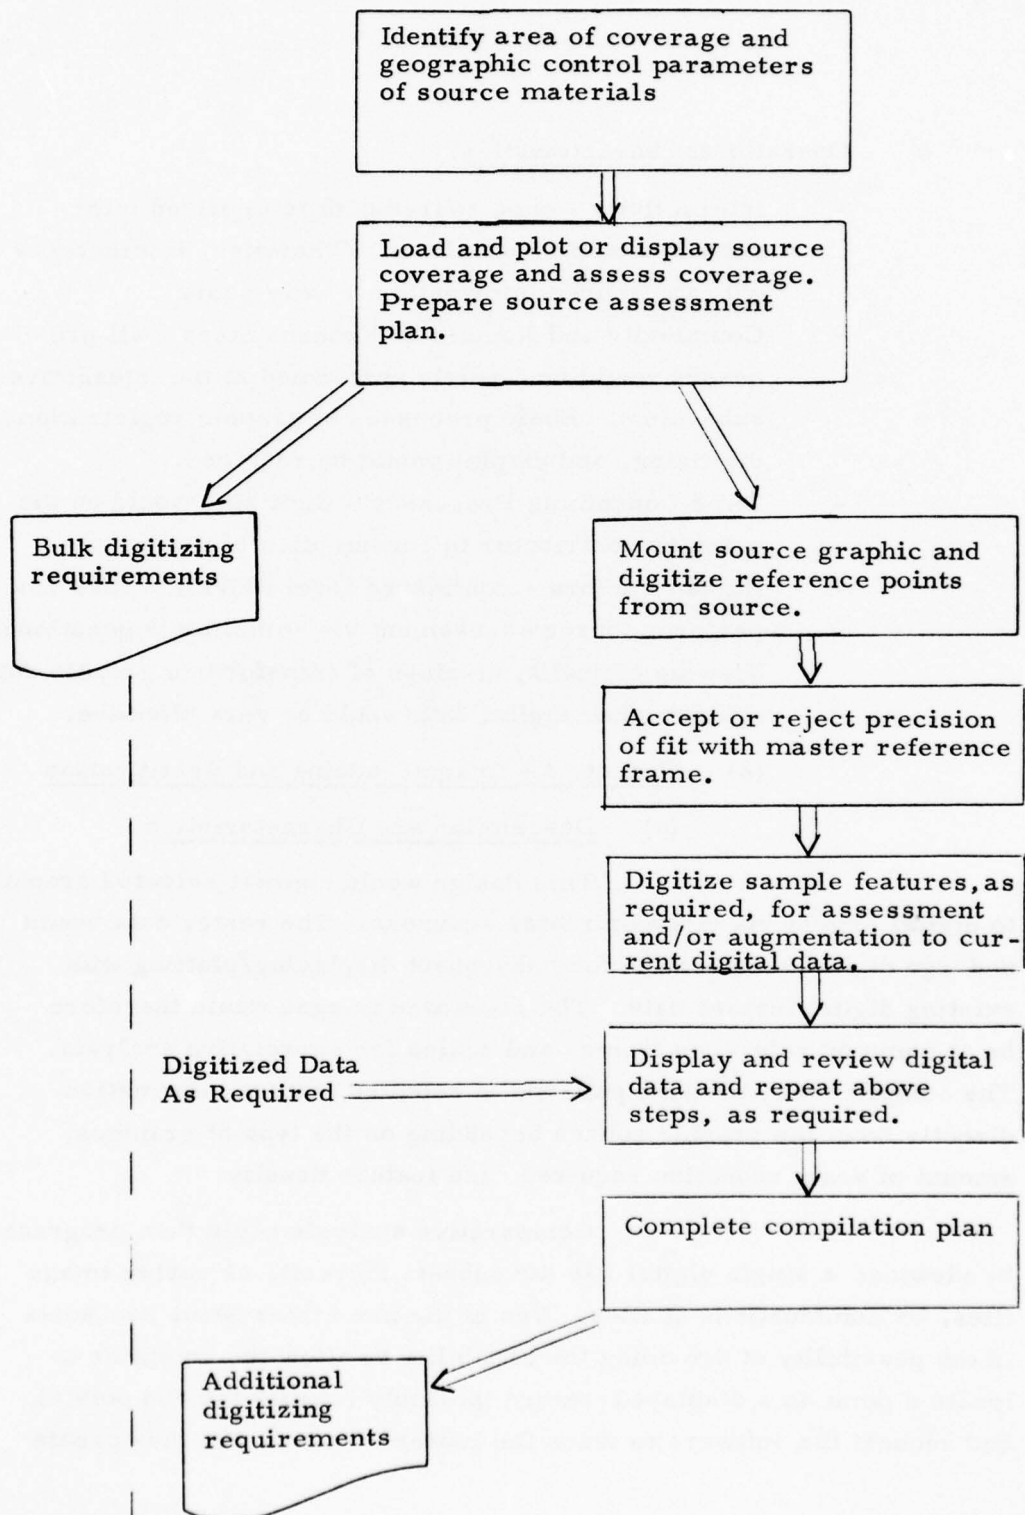 Identify area of coverage and
geographic control parameters
of source materials
Load and plot or display source
coverage and assess coverage.
Prepare source assessment
plan.
Bulk digitizing
requirements
Mount source graphic and
digitize reference points
from source.
Accept or reject precision
of fit with master reference
frame.
Digitize sample features, as
required, for assessment
and/or augmentation to cur-
rent digital data.
Digitized Data
As Required
Display and review digital
data and repeat above
steps, as required.
Complete compilation plan
Additional
digitizing
requirements